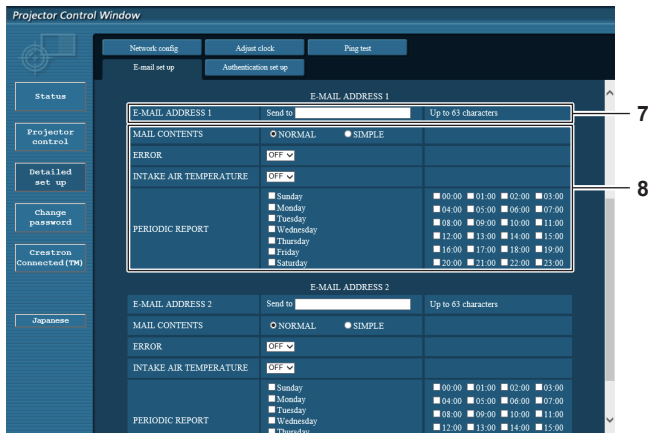 Projector Control Window
Network config Adjust clock Ping test
E-mail set up Authentication set up
Status
Projector control
Detailed set up
Change password
Crestron Connected(TM)
Japanese
E-MAIL ADDRESS 1
E-MAIL ADDRESS 1 Send to Up to 63 characters
7
MAIL CONTENTS NORMAL SIMPLE
ERROR OFF
INTAKE AIR TEMPERATURE OFF
8
PERIODIC REPORT
Sunday
Monday
Tuesday
Wednesday
Thursday
Friday
Saturday
00:00 01:00 02:00 03:00
04:00 05:00 06:00 07:00
08:00 09:00 10:00 11:00
12:00 13:00 14:00 15:00
16:00 17:00 18:00 19:00
20:00 21:00 22:00 23:00
E-MAIL ADDRESS 2
E-MAIL ADDRESS 2 Send to Up to 63 characters
MAIL CONTENTS NORMAL SIMPLE
ERROR OFF
INTAKE AIR TEMPERATURE OFF
PERIODIC REPORT
Sunday
Monday
Tuesday
Wednesday
Thursday
00:00 01:00 02:00 03:00
04:00 05:00 06:00 07:00
08:00 09:00 10:00 11:00
12:00 13:00 14:00 15:00